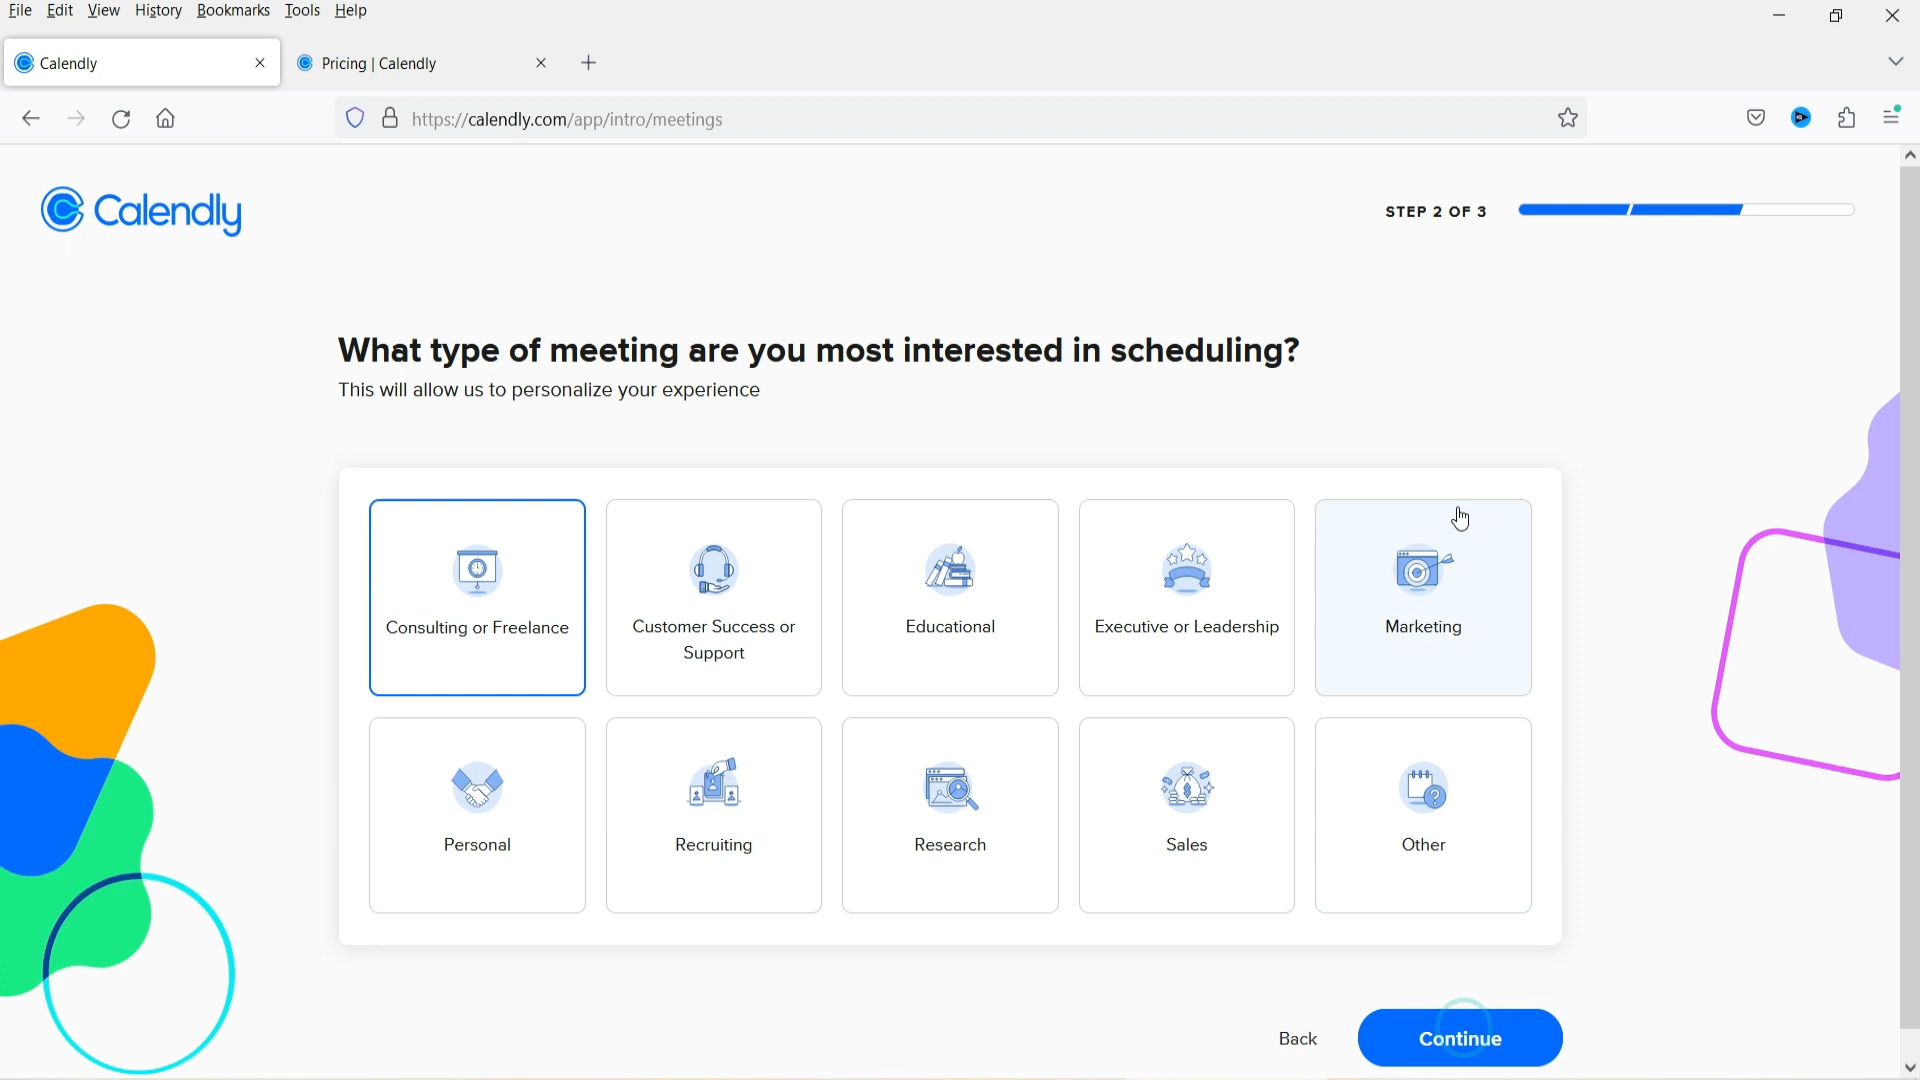 File Edit View History Bookmarks Tools Help
Calendly
Pricing | Calendly
https://calendly.com/app/intro/meetings
Calendly
STEP 2 OF 3
What type of meeting are you most interested in scheduling?
This will allow us to personalize your experience
Consulting or Freelance
Customer Success or
Support
Educational
Executive or Leadership
Marketing
Personal
Recruiting
Research
Sales
Other
Back
Continue